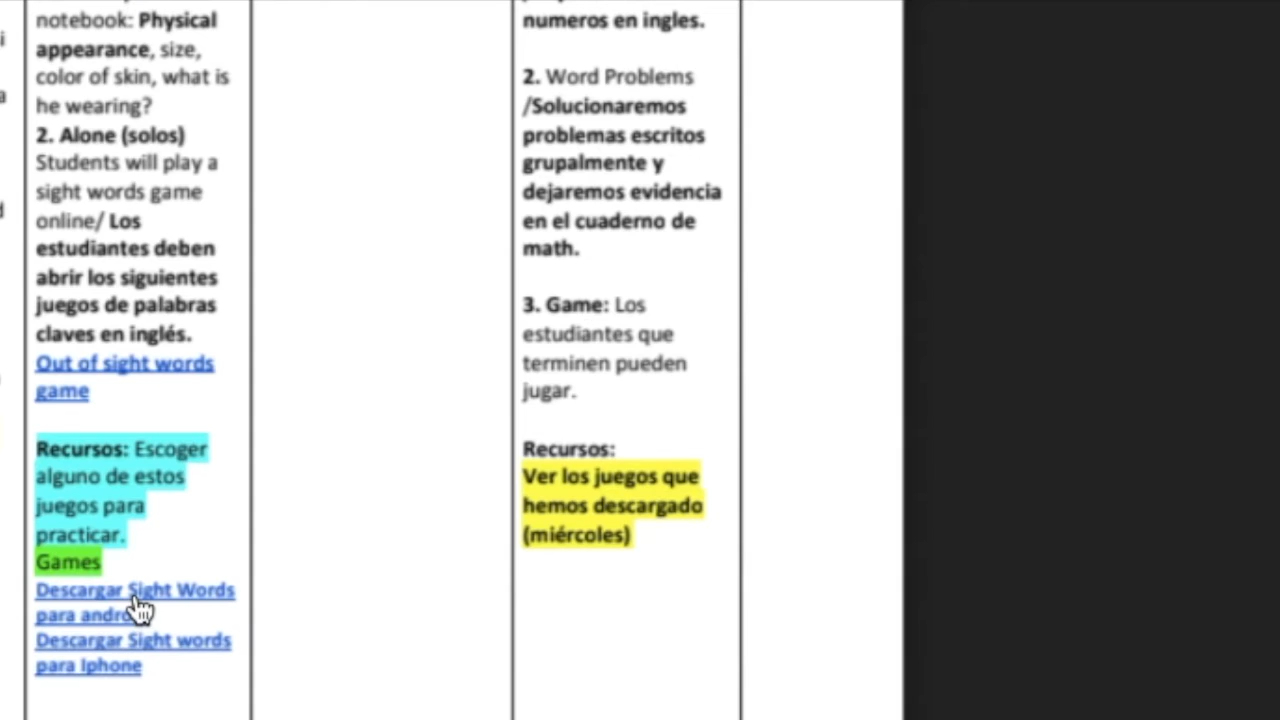 notebook: Physical
appearance, size,
color of skin, what is
he wearing?
2. Alone (solos)
Students will play a
sight words game
online/ Los
estudiantes deben
abrir los siguientes
juegos de palabras
claves en inglés.
Out of sight words
game
Recursos: Escoger
alguno de estos
juegos para
practicar.
Games
Descargar Sight Words
para andro
Descargar Sight words
para Iphone
numeros en ingles.
2. Word Problems
/Solucionaremos
problemas escritos
grupalmente y
dejaremos evidencia
en el cuaderno de
math.
3. Game: Los
estudiantes que
terminen pueden
jugar.
Recursos:
Ver los juegos que
hemos descargado
(miércoles)